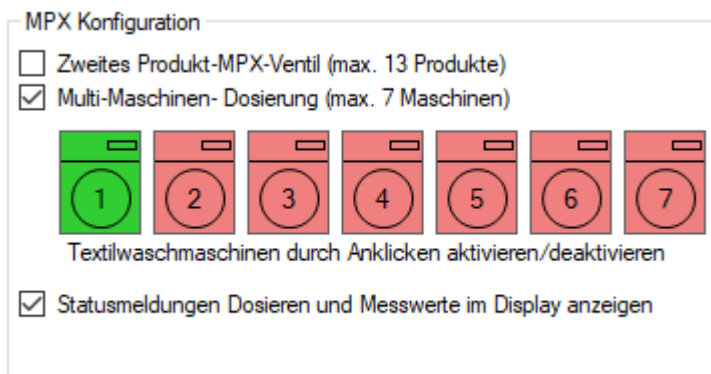 MPX Konfiguration
Zweites Produkt-MPX-Ventil (max. 13 Produkte)
Multi-Maschinen- Dosierung (max. 7 Maschinen)
1 2 3 4 5 6 7
Textilwaschmaschinen durch Anklicken aktivieren/deaktivieren
Statusmeldungen Dosieren und Messwerte im Display anzeigen